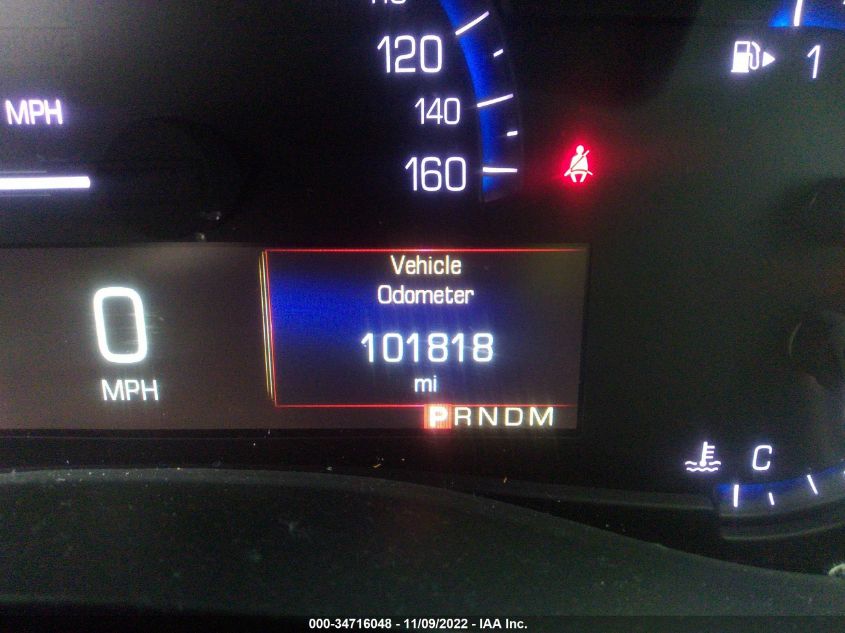 120
MPH
140
160
1
Vehicle
Odometer
0
101818
MPH
mi
PRNDM
C
000-34716048 - 11/09/2022 - IAA Inc.